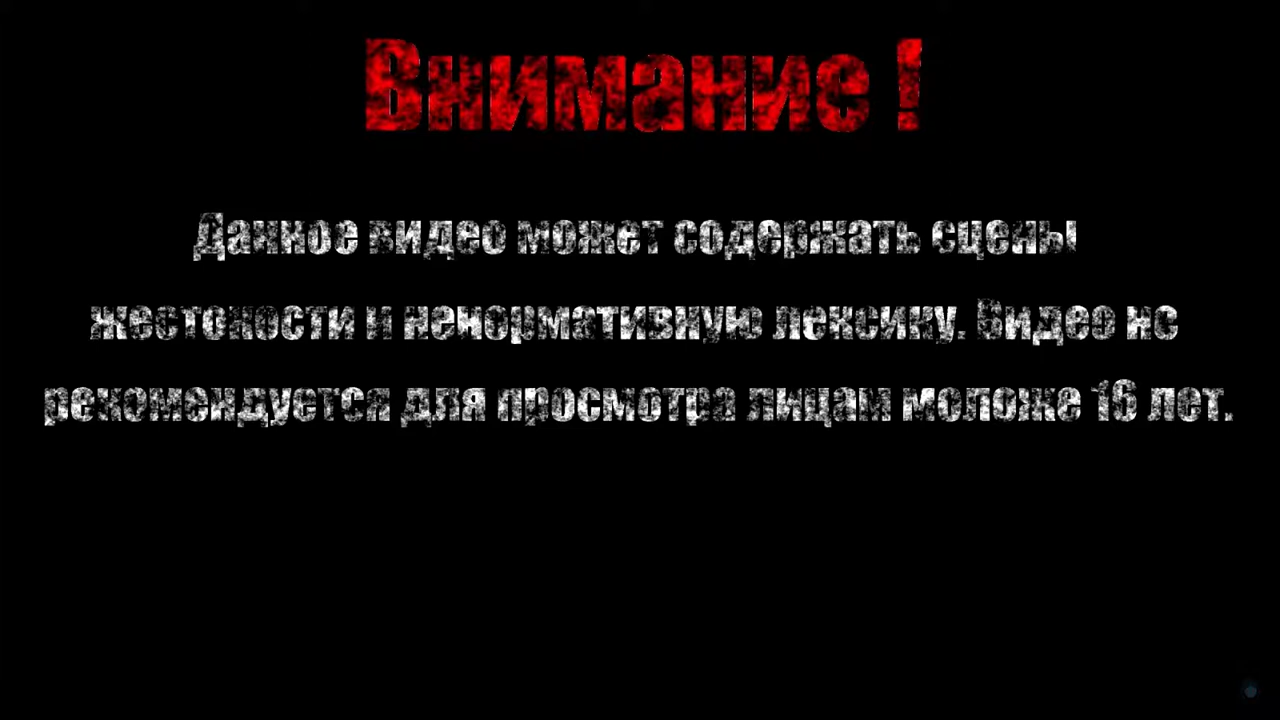 Внимание !
Данное видео может содержать сцены
жестокости и ненормативную лексику. Видео не
рекомендуется для просмотра лицам моложе 16 лет.